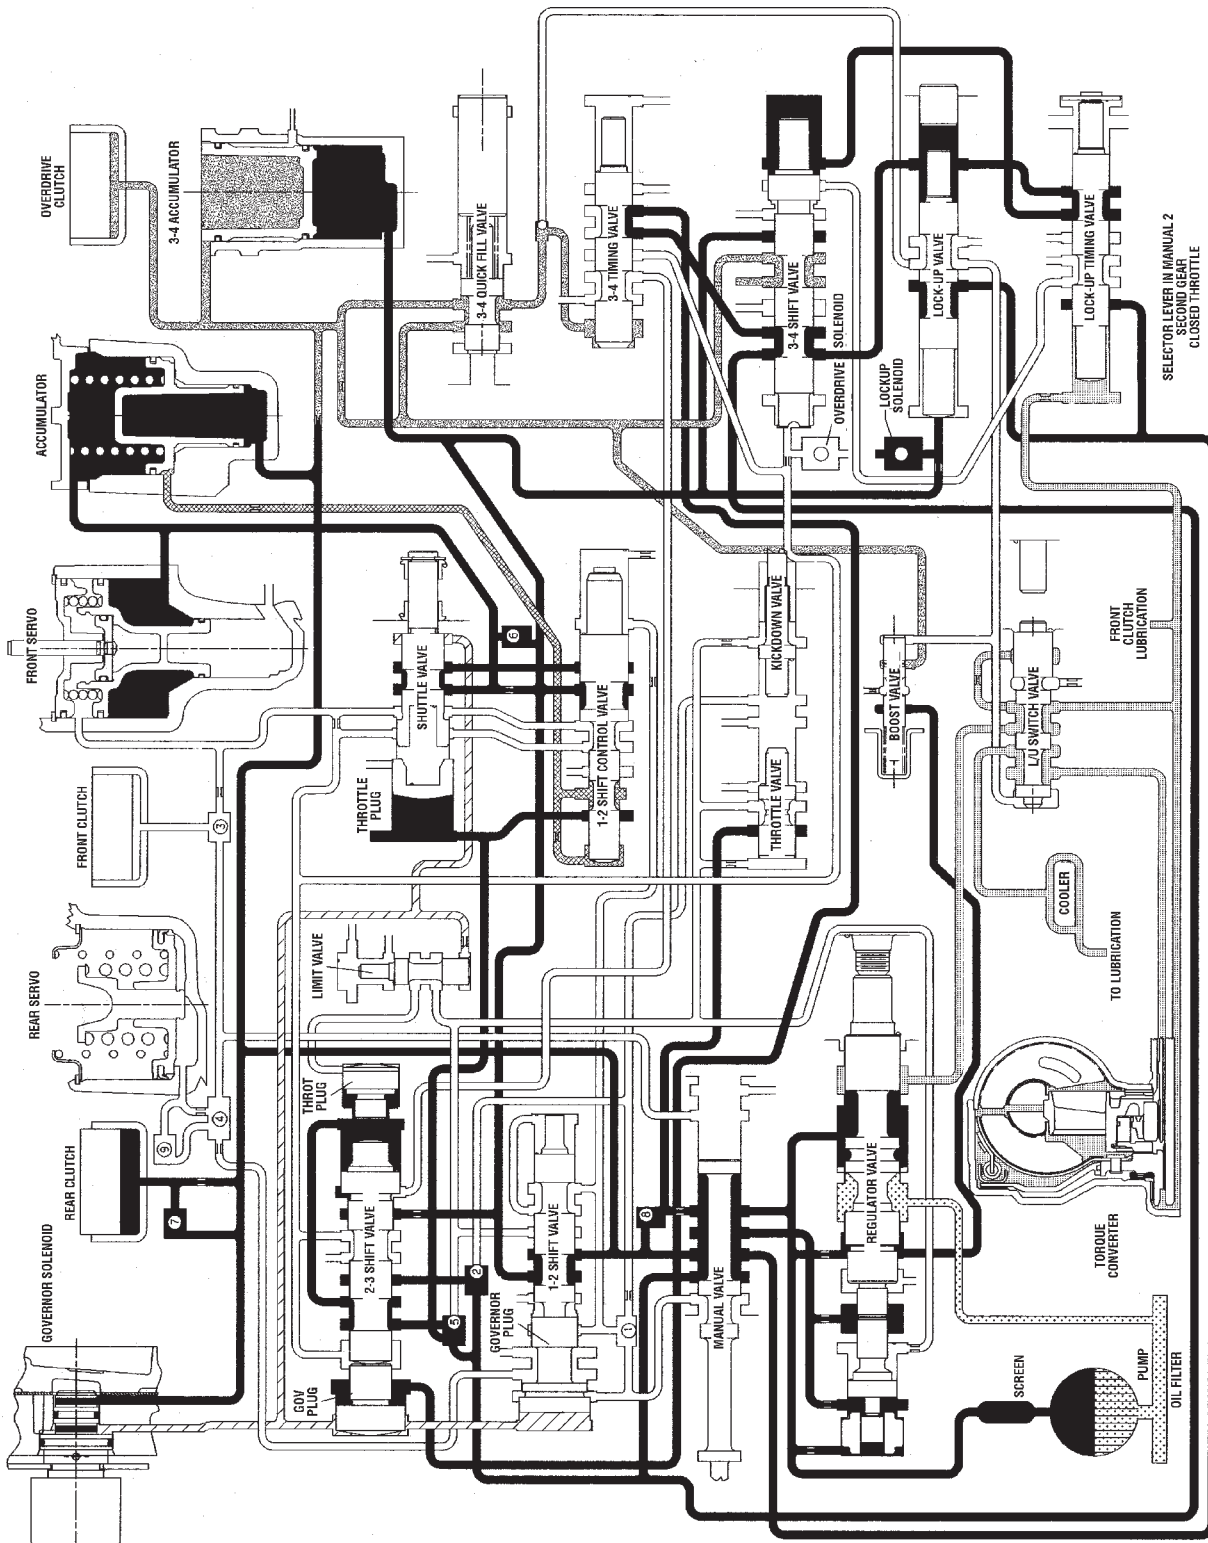 GOVERNOR SOLENOID
REAR CLUTCH
7
9
4
REAR SERVO
FRONT CLUTCH
3
FRONT SERVO
ACCUMULATOR
OVERDRIVE
CLUTCH
3-4 ACCUMULATOR
GOV
PLUG
2-3 SHIFT VALVE
THROT
PLUG
LIMIT VALVE
THROTTLE
PLUG
SHUTTLE VALVE
6
3-4 QUICK FILL VALVE
5
2
GOVERNOR
PLUG
1-2 SHIFT VALVE
1
8
1-2 SHIFT CONTROL VALVE
3-4 TIMING VALVE
MANUAL VALVE
THROTTLE VALVE
KICKDOWN VALVE
3-4 SHIFT VALVE
OVERDRIVE SOLENOID
REGULATOR VALVE
BOOST VALVE
LOCKUP
SOLENOID
LOCK-UP VALVE
SCREEN
PUMP
OIL FILTER
TORQUE
CONVERTER
COOLER
TO LUBRICATION
L/U SWITCH VALVE
FRONT
CLUTCH
LUBRICATION
LOCK-UP TIMING VALVE
SELECTOR LEVER IN MANUAL 2
SECOND GEAR
CLOSED THROTTLE